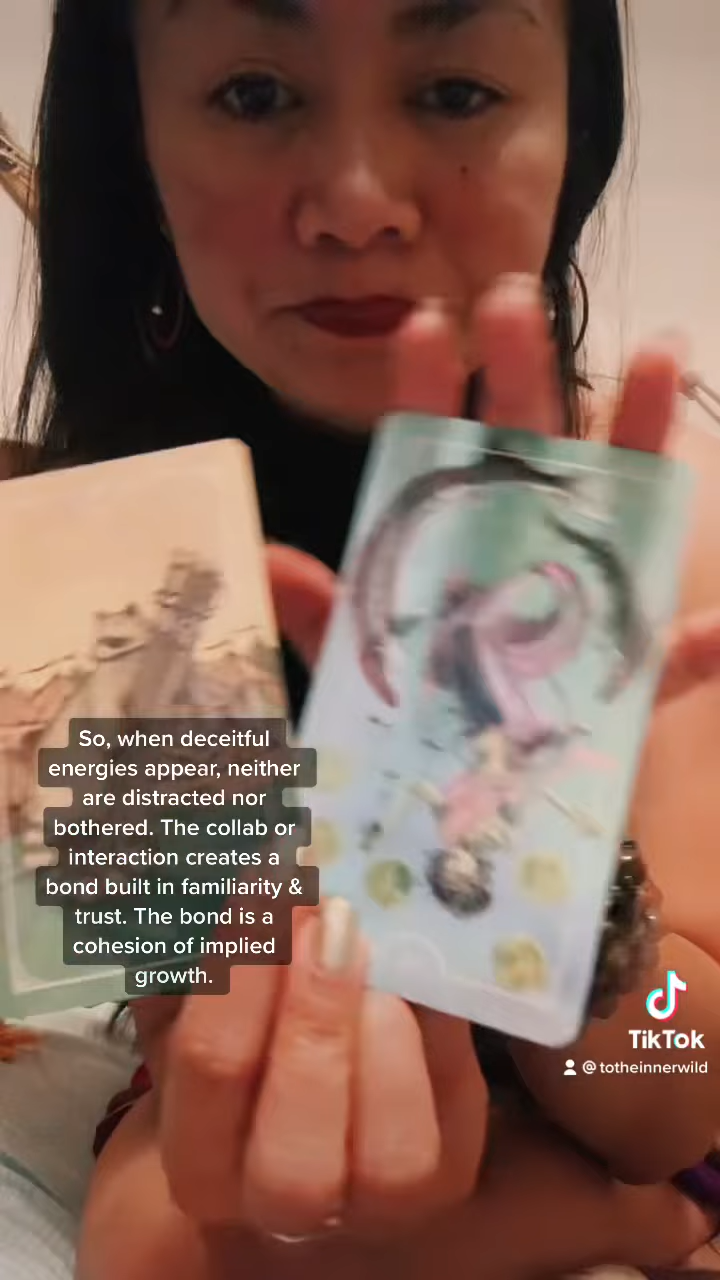 So, when deceitful
energies appear, neither
are distracted nor
bothered. The collab or
interaction creates a
bond built in familiarity &
trust. The bond is a
cohesion of implied
growth.
TikTok
@totheinnerwild